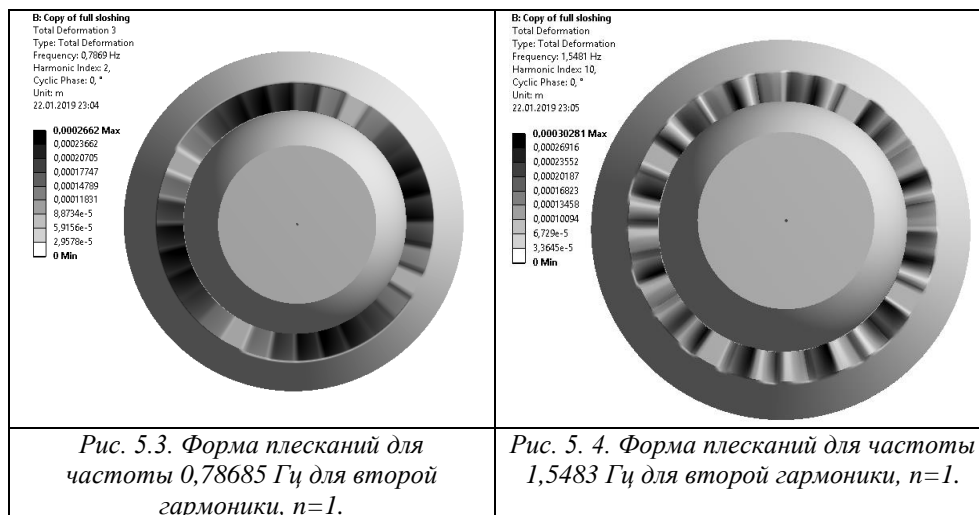 B: Copy of full sloshing
Total Deformation 3
Type: Total Deformation
Frequency: 0,7869 Hz
Harmonic Index: 2,
Cyclic Phase: 0, °
Unit: m
22.01.2019 23:04
0,0002662 Max
0,00023662
0,00020705
0,00017747
0,00014789
0,00011831
8,8734e-5
5,9156e-5
2,9578e-5
0 Min
B: Copy of full sloshing
Total Deformation
Type: Total Deformation
Frequency: 1,5481 Hz
Harmonic Index: 10,
Cyclic Phase: 0, °
Unit: m
22.01.2019 23:05
0,00030281 Max
0,00026916
0,00023552
0,00020187
0,00016823
0,00013458
0,00010094
6,729e-5
3,3645e-5
0 Min
Рис. 5.3. Форма плесканий для
частоты 0,78685 Гц для второй
гармоники, n=1.
Рис. 5. 4. Форма плесканий для частоты
1,5483 Гц для второй гармоники, n=1.